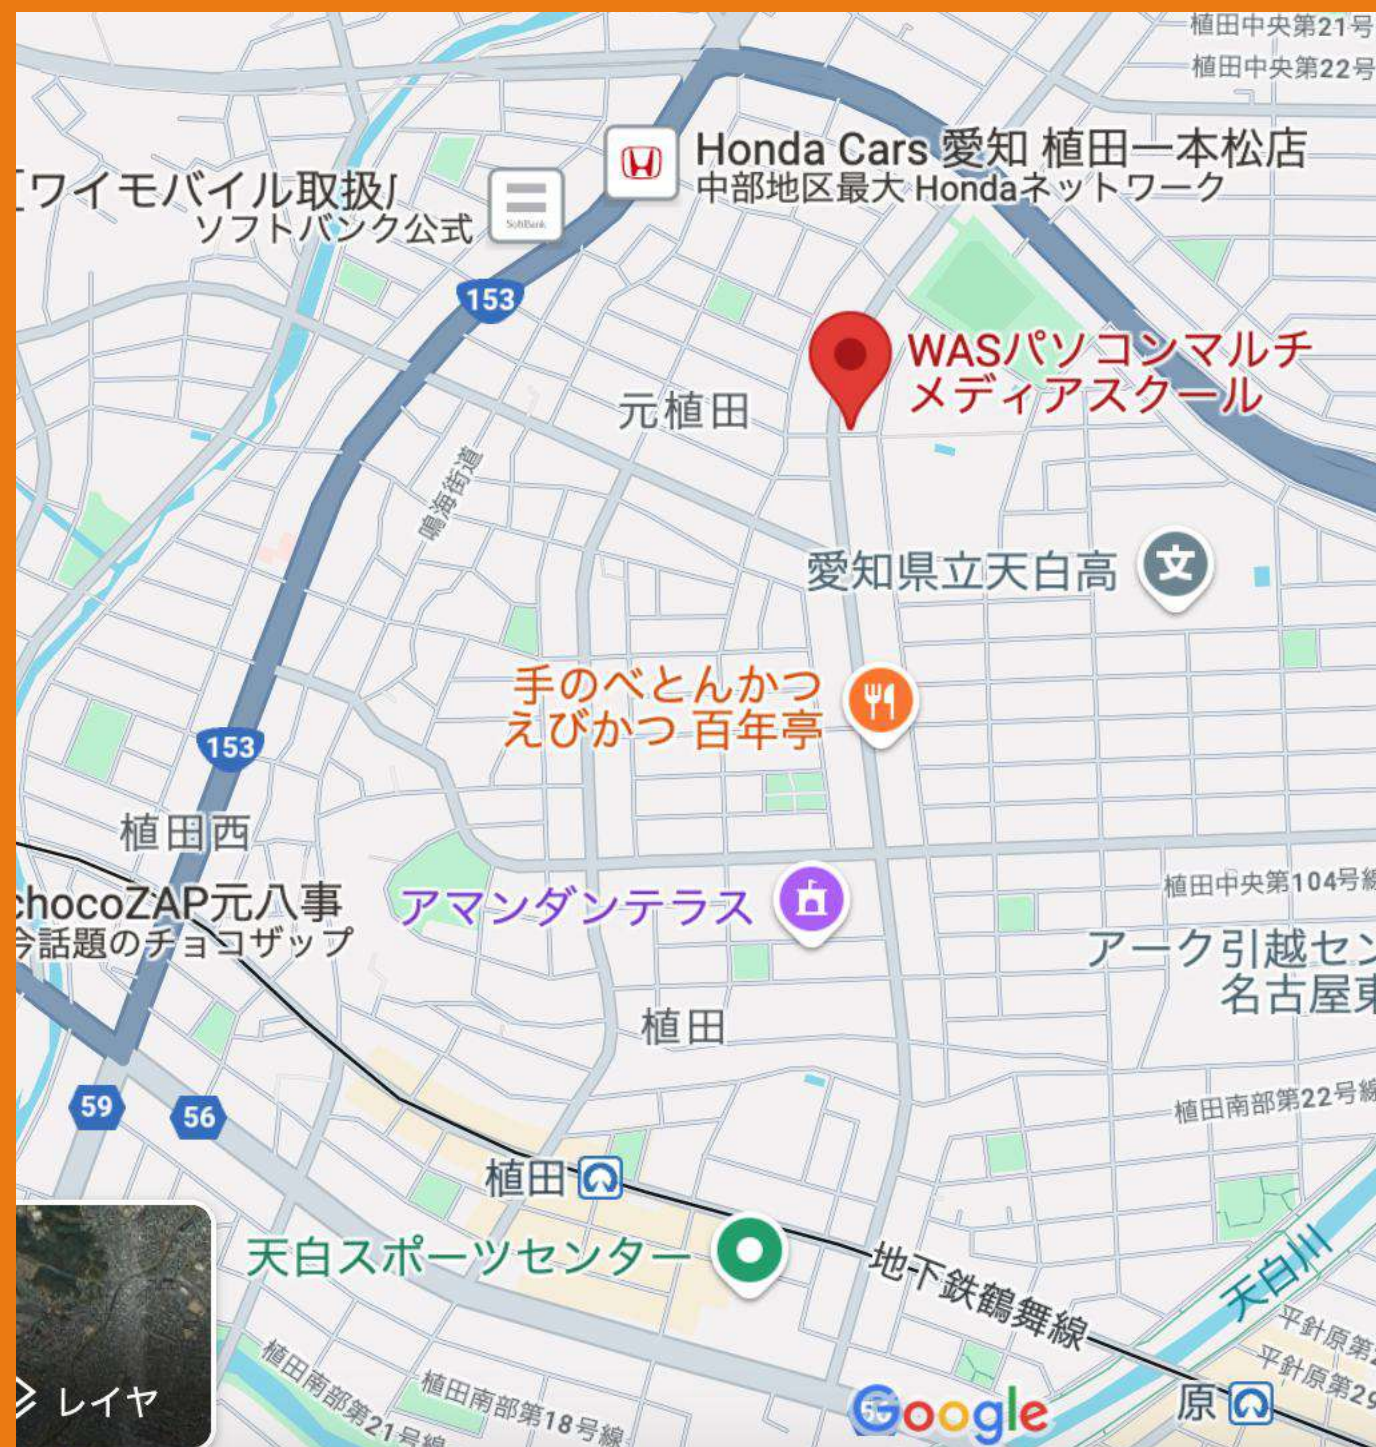 植田中央第21号
植田中央第22号
Honda Cars 愛知 植田一本松店
中部地区最大 Hondaネットワーク
ワイモバイル取扱
ソフトバンク公式
SoftBank
153
WASパソコンマルチ
メディアスクール
元植田
鳴海街道
愛知県立天白高
文
手のべとんかつ
えびかつ 百年亭
153
植田西
chocoZAP元八事
今話題のチョコザップ
アマンダンテラス
植田中央第104号線
アーク引越セン
名古屋東
植田
59
56
植田南部第22号線
植田
天白スポーツセンター
地下鉄鶴舞線
天白川
平針原第2
平針原第29
植田南部第21号線
植田南部第18号線
レイヤ
Google
原